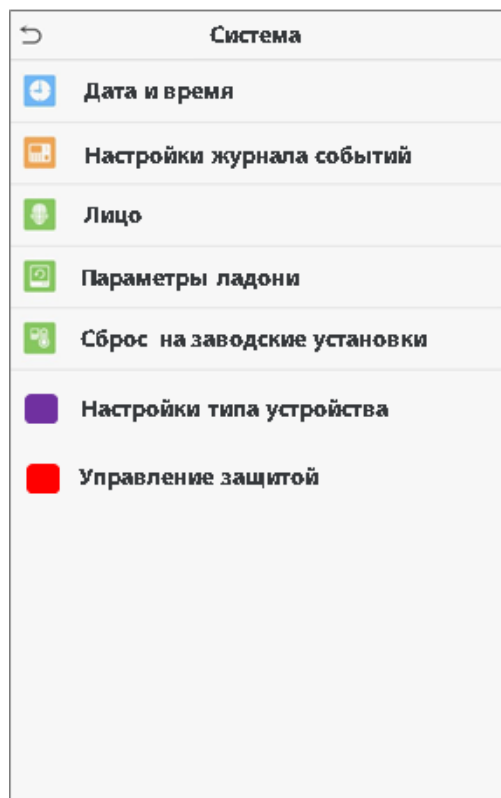 Система
Дата и время
Настройки журнала событий
Лицо
Параметры ладони
Сброс на заводские установки
Настройки типа устройства
Управление защитой